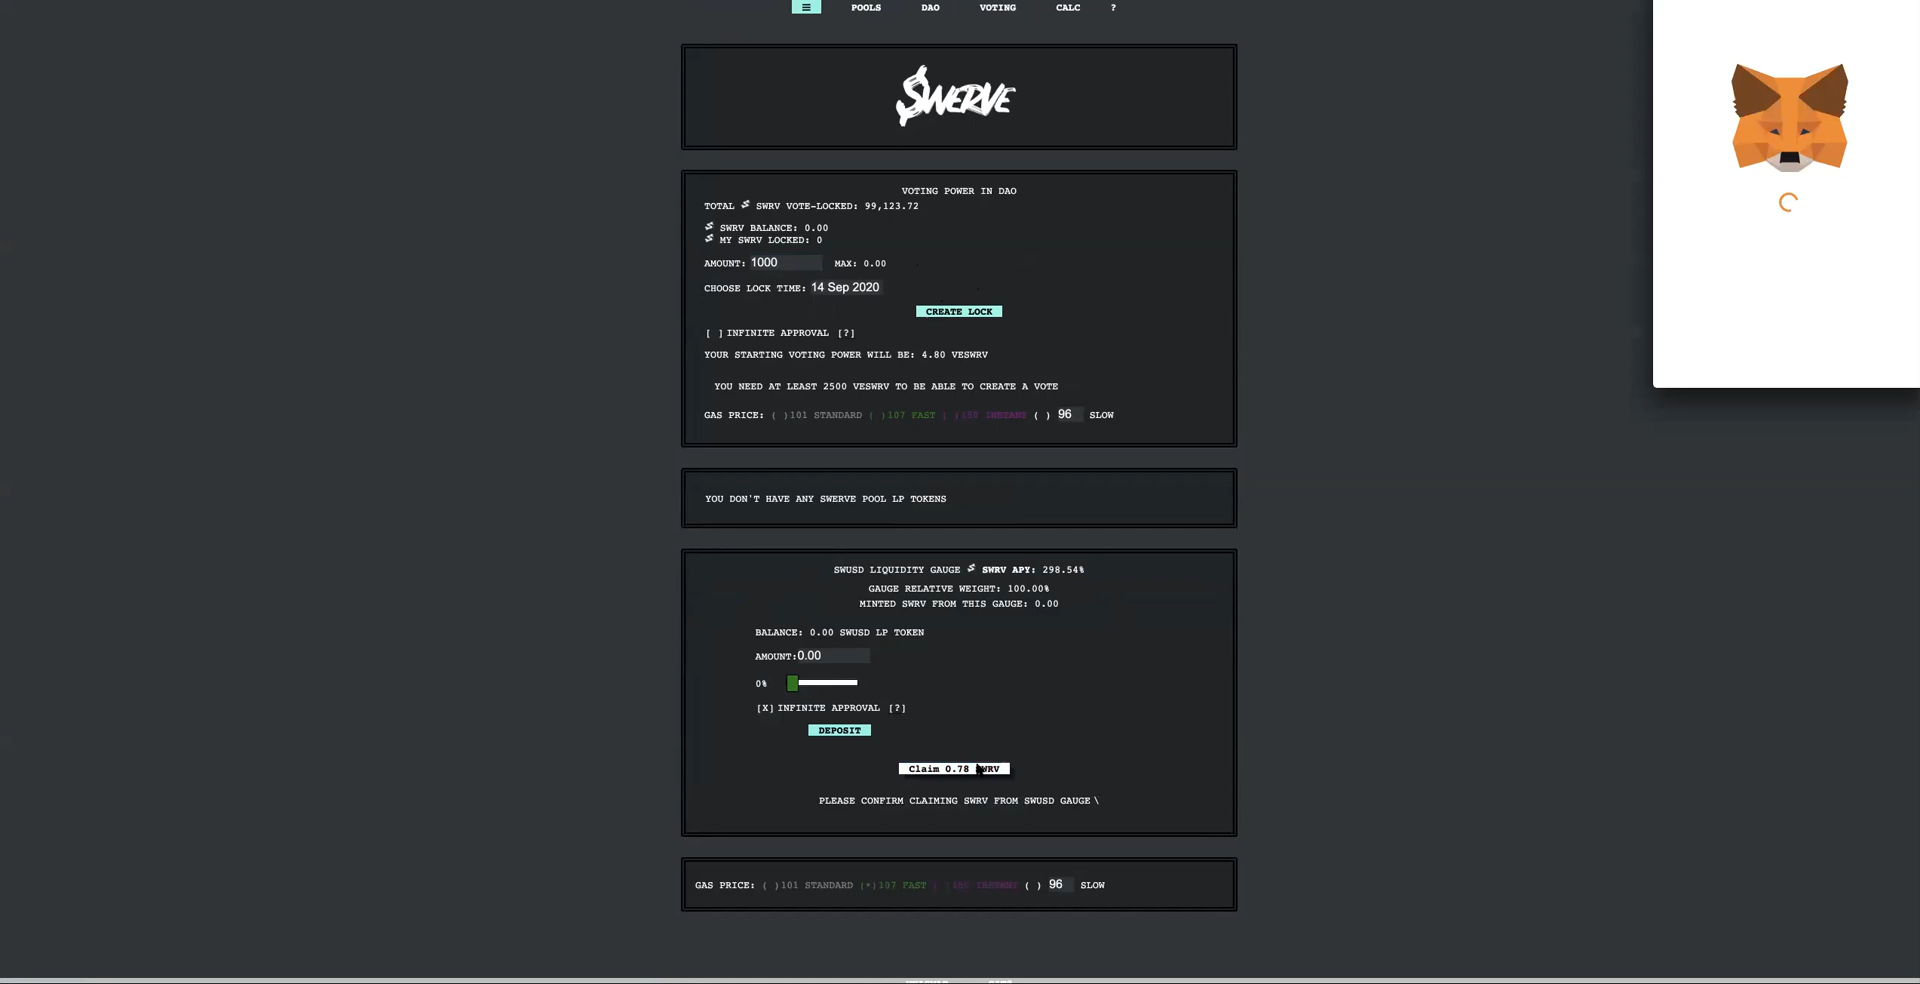 ☰ POOLS DAO VOTING CALC ?
SWERVE
VOTING POWER IN DAO
TOTAL SWRV VOTE-LOCKED: 99,123.72
SWRV BALANCE: 0.00
MY SWRV LOCKED: 0
AMOUNT: 1000 MAX: 0.00
CHOOSE LOCK TIME: 14 Sep 2020
CREATE LOCK
[ ] INFINITE APPROVAL [?]
YOUR STARTING VOTING POWER WILL BE: 4.80 VESWRV
YOU NEED AT LEAST 2500 VESWRV TO BE ABLE TO CREATE A VOTE
GAS PRICE: ( )101 STANDARD ( )107 FAST INSTANT ( ) 96 SLOW
YOU DON'T HAVE ANY SWERVE POOL LP TOKENS
SWUSD LIQUIDITY GAUGE SWRV APY: 298.54%
GAUGE RELATIVE WEIGHT: 100.00%
MINTED SWRV FROM THIS GAUGE: 0.00
BALANCE: 0.00 SWUSD LP TOKEN
AMOUNT:0.00
0%
[X] INFINITE APPROVAL [?]
DEPOSIT
Claim 0.78 SWRV
PLEASE CONFIRM CLAIMING SWRV FROM SWUSD GAUGE \
GAS PRICE: ( )101 STANDARD (*)107 FAST ( ) 96 SLOW